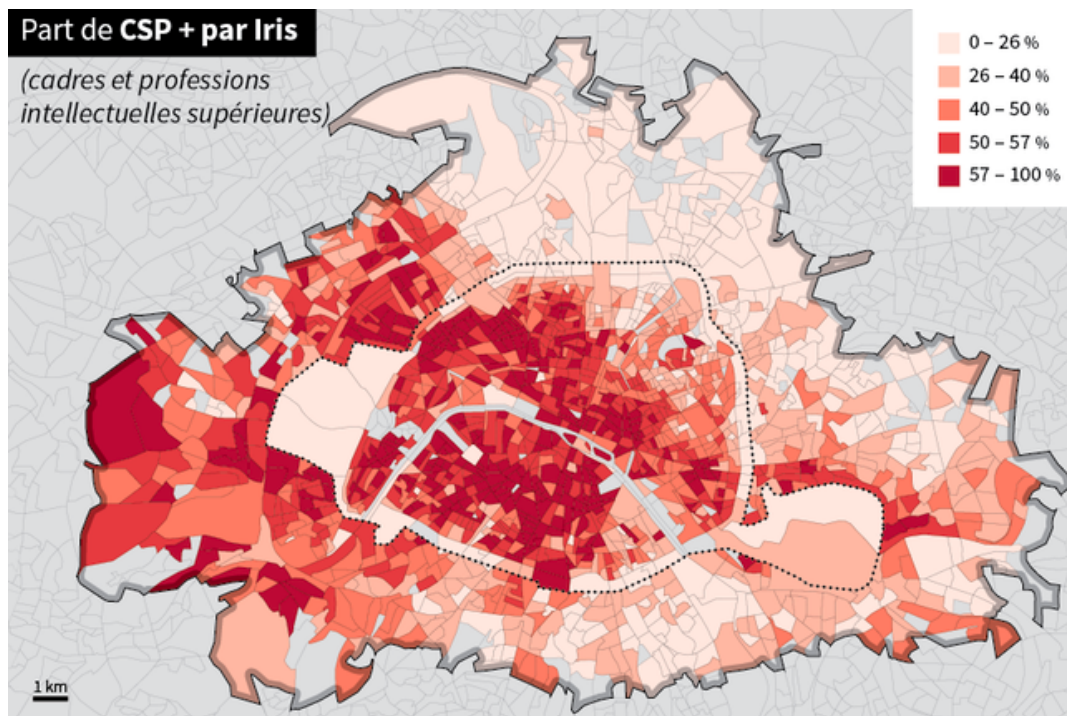 Part de CSP + par Iris
(cadres et professions
intellectuelles supérieures)
0 – 26 %
26 – 40 %
40 – 50 %
50 – 57 %
57 – 100 %
1 km